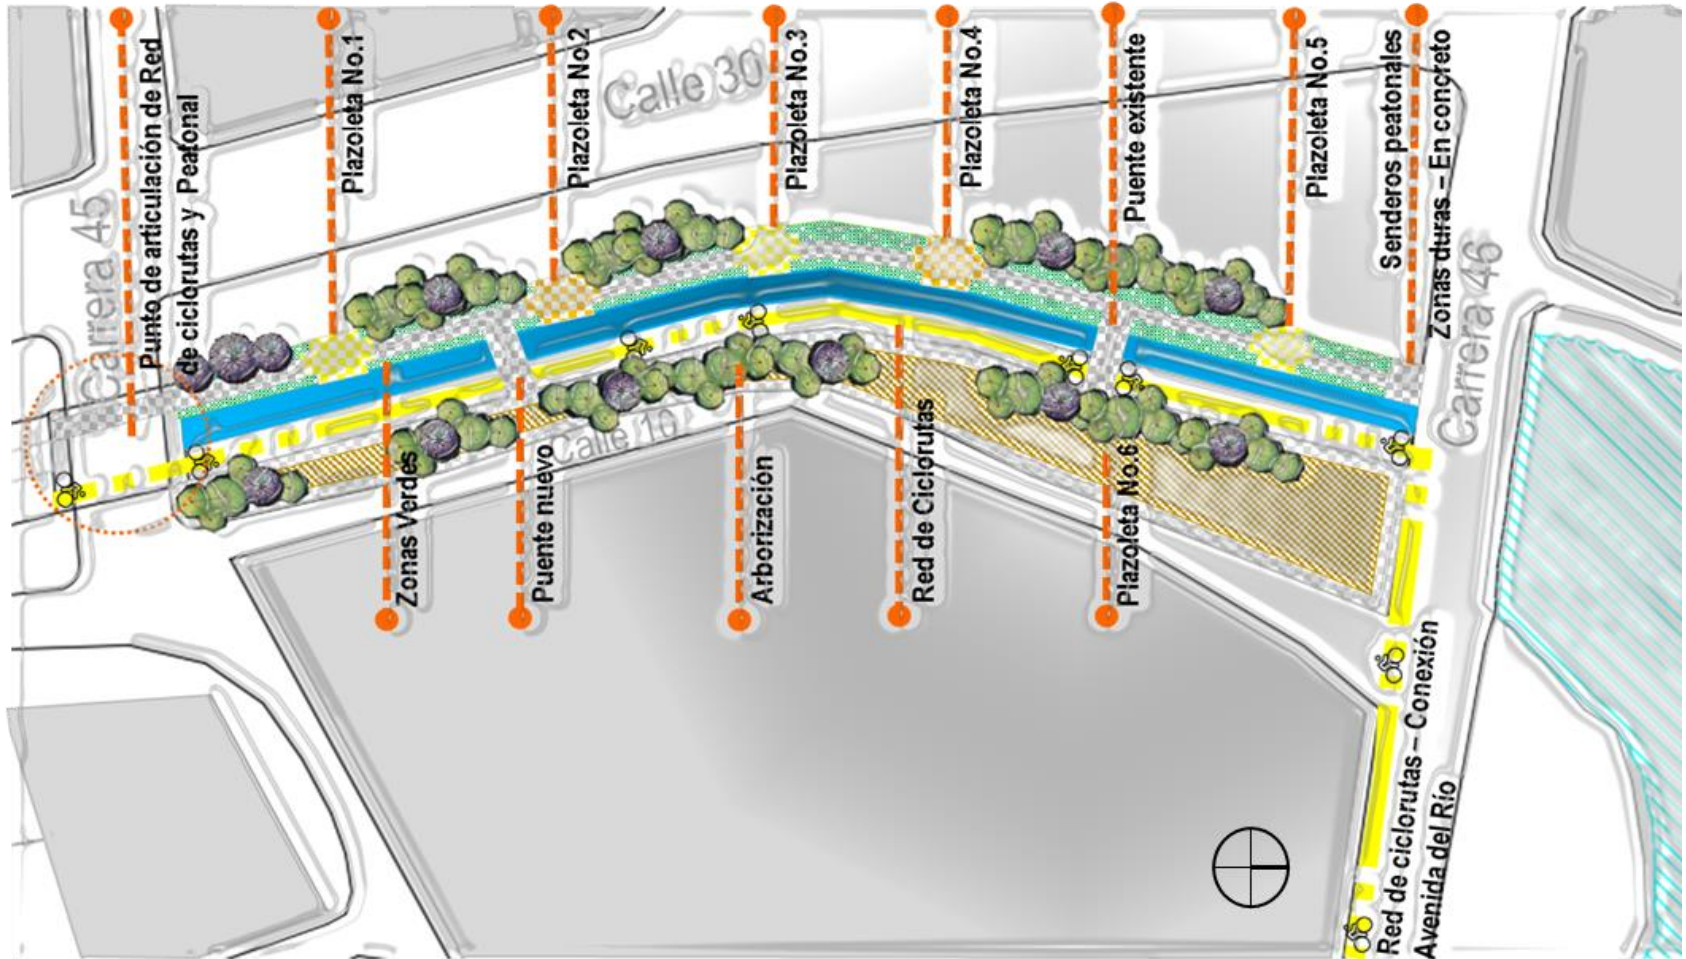 Carrera 45
Punto de articulación de Red
de ciclorutas y Peatonal
Plazoleta No.1
Plazoleta No.2
Calle 30
Plazoleta No.3
Plazoleta No.4
Puente existente
Plazoleta No.5
Senderos peatonales
Zonas duras – En concreto
Carrera 46
Zonas Verdes
Puente nuevo
Calle 10
Arborización
Red de Ciclorutas
Plazoleta No.6
Red de ciclorutas – Conexión
Avenida del Río